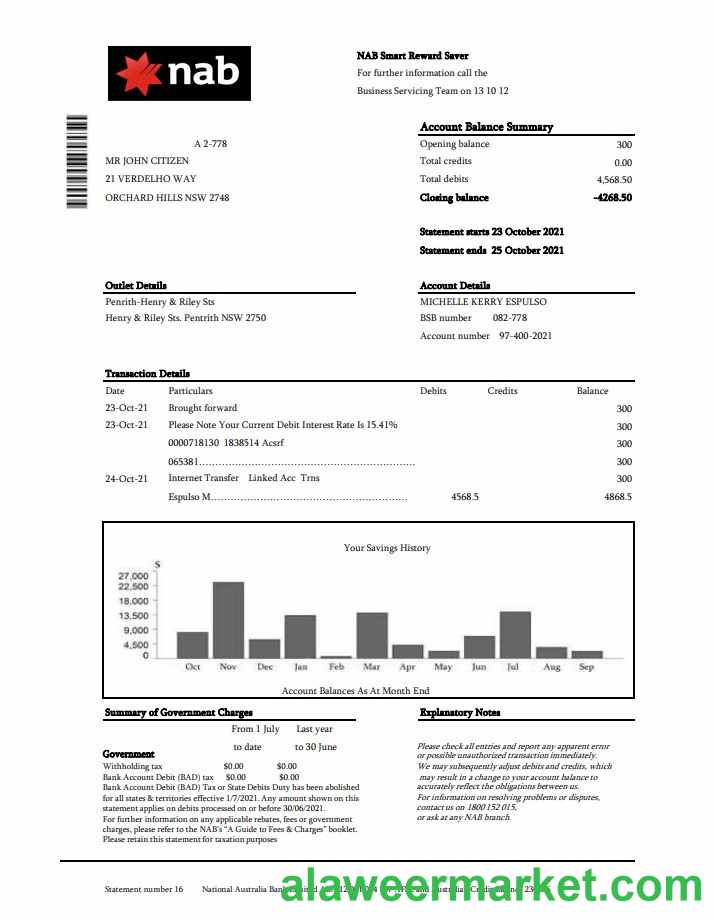 nab
NAB Smart Reward Saver
For further information call the
Business Servicing Team on 13 10 12
A 2-778
MR JOHN CITIZEN
21 VERDELHO WAY
ORCHARD HILLS NSW 2748
Account Balance Summary
Opening balance 300
Total credits 0.00
Total debits 4,568.50
Closing balance -4268.50
Statement starts 23 October 2021
Statement ends 25 October 2021
Outlet Details
Penrith-Henry & Riley Sts
Henry & Riley Sts. Pentrith NSW 2750
Account Details
MICHELLE KERRY ESPULSO
BSB number 082-778
Account number 97-400-2021
Transaction Details
Date Particulars Debits Credits Balance
23-Oct-21 Brought forward 300
23-Oct-21 Please Note Your Current Debit Interest Rate Is 15.41% 300
0000718130 1838514 Acsrf 300
065381........................................................ 300
24-Oct-21 Internet Transfer Linked Acc Trns 300
Espulso M................................................... 4568.5 4868.5
Your Savings History
$
27,000
22,500
18,000
13,500
9,000
4,500
0
Oct Nov Dec Jan Feb Mar Apr May Jun Jul Aug Sep
Account Balances As At Month End
Summary of Government Charges
From 1 July Last year
to date to 30 June
Government
Withholding tax $0.00 $0.00
Bank Account Debit (BAD) tax $0.00 $0.00
Bank Account Debit (BAD) Tax or State Debits Duty has been abolished
for all states & territories effective 1/7/2021. Any amount shown on this
statement applies on debits processed on or before 30/06/2021.
For further information on any applicable rebates, fees or government
charges, please refer to the NAB's "A Guide to Fees & Charges" booklet.
Please retain this statement for taxation purposes
Explanatory Notes
Please check all entries and report any apparent error
or possible unauthorized transaction immediately.
We may subsequently adjust debits and credits, which
may result in a change to your account balance to
accurately reflect the obligations between us.
For information on resolving problems or disputes,
contact us on 1800 152 015,
or ask at any NAB branch.
Statement number 16 National Australia Bank
alaweermarket.com